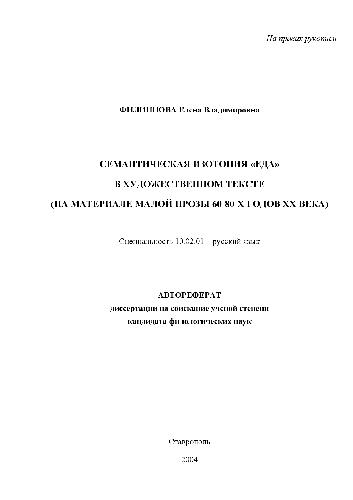 На правах рукописи
ФИЛИППОВА Елена Владимировна
СЕМАНТИЧЕСКАЯ ИЗОТОПИЯ «ЕДА»
В ХУДОЖЕСТВЕННОМ ТЕКСТЕ
(НА МАТЕРИАЛЕ МАЛОЙ ПРОЗЫ 60-80-Х ГОДОВ ХХ ВЕКА)
Специальность 10.02.01 – русский язык
АВТОРЕФЕРАТ
диссертации на соискание ученой степени
кандидата филологических наук
Ставрополь
2004